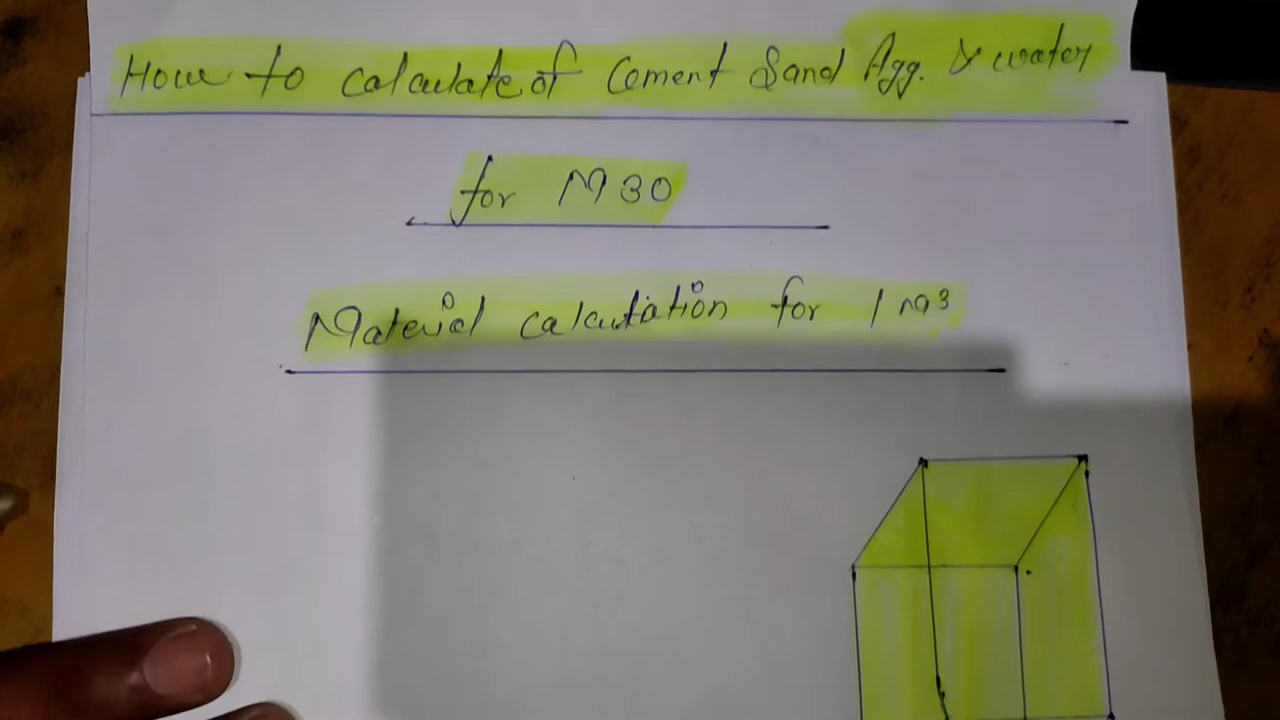 How to calculate of Cement Sand Agg. & water
for M30
Material calculation for 1 M³